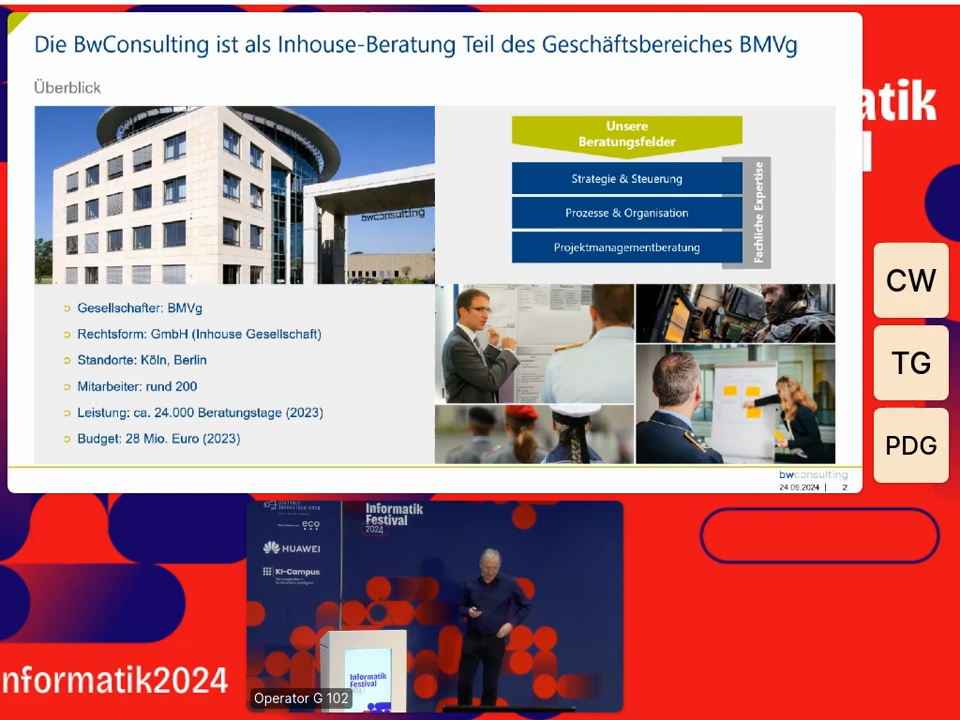 Die BwConsulting ist als Inhouse-Beratung Teil des Geschäftsbereiches BMVg
Überblick
bwconsulting
Unsere
Beratungsfelder
Strategie & Steuerung
Prozesse & Organisation
Projektmanagementberatung
Fachliche Expertise
Gesellschafter: BMVg
Rechtsform: GmbH (Inhouse Gesellschaft)
Standorte: Köln, Berlin
Mitarbeiter: rund 200
Leistung: ca. 24.000 Beratungstage (2023)
Budget: 28 Mio. Euro (2023)
bwconsulting
24.09.2024 | 2
atik
CW
TG
PDG
eco
HUAWEI
KI-Campus
Informatik
Festival
2024
Informatik
Festival
Operator G 102
nformatik2024